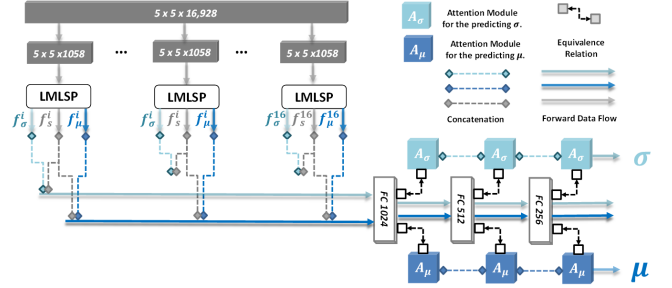 5 x 5 x 16,928
5 x 5 x1058
...
5 x 5 x1058
...
5 x 5 x1058
LMLSP
LMLSP
LMLSP
f_σ^i f_s^i f_μ^i
f_σ^i f_s^i f_μ^i
f_σ^16 f_s^16 f_μ^16
A_σ
Attention Module
for the predicting σ.
A_μ
Attention Module
for the predicting μ.
Equivalence
Relation
Concatenation
Forward Data Flow
A_σ A_σ A_σ σ
FC 1024
FC 512
FC 256
A_μ A_μ A_μ μ